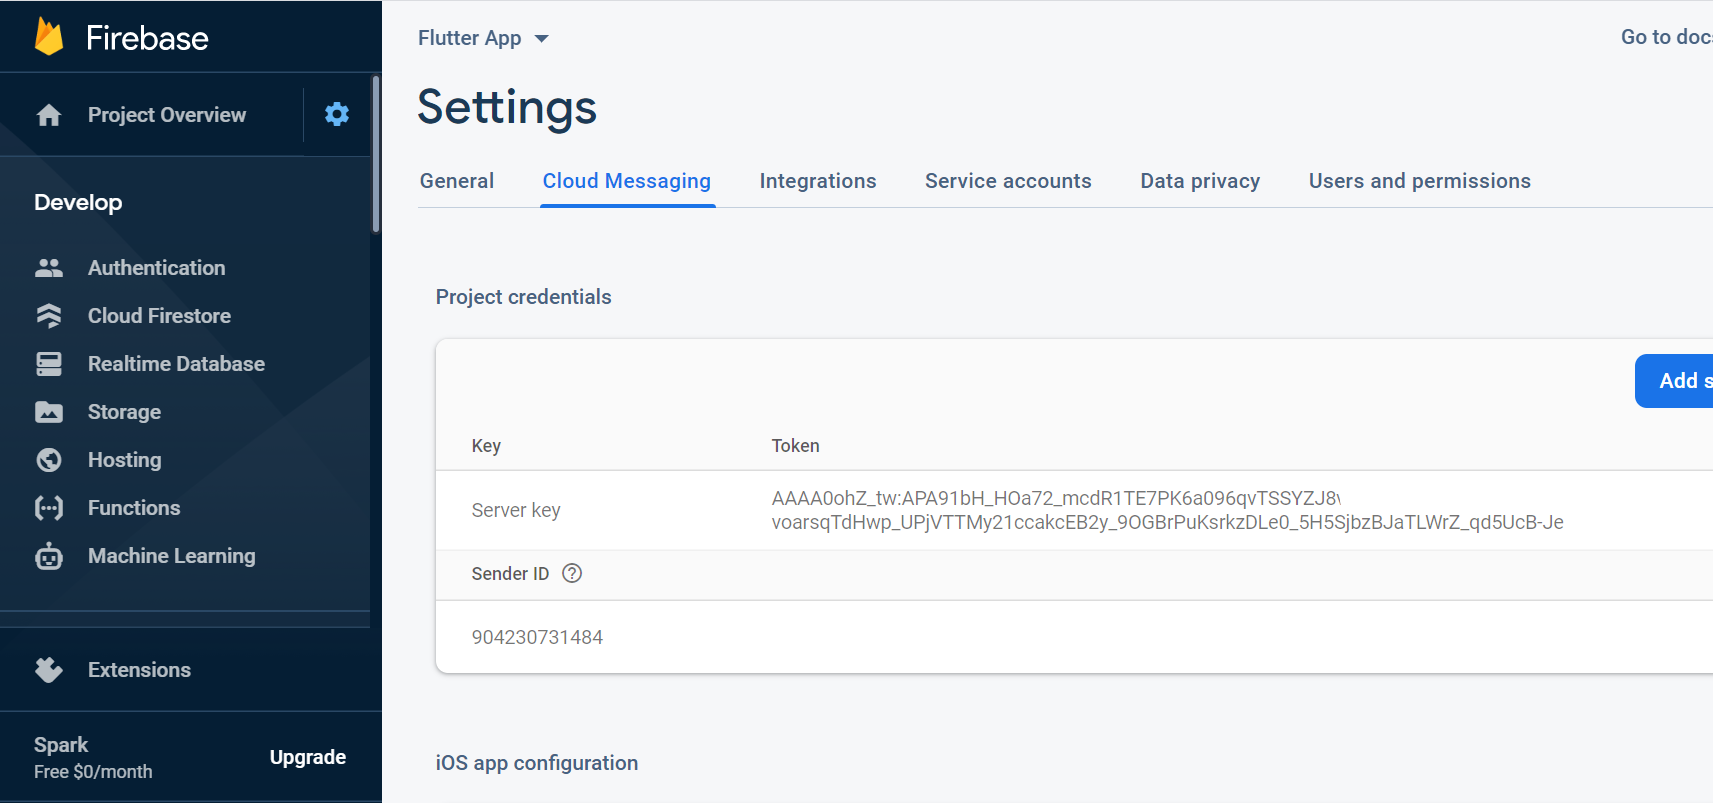 Firebase
Project Overview
Develop
Authentication
Cloud Firestore
Realtime Database
Storage
Hosting
Functions
Machine Learning
Extensions
Spark
Free $0/month
Upgrade
Flutter App
Go to docs
Settings
General Cloud Messaging Integrations Service accounts Data privacy Users and permissions
Project credentials
Add s
Key Token
Server key
AAAA0ohZ_tw:APA91bH_HOa72_mcdR1TE7PK6a096qvTSSYZJ8\
voarsqTdHwp_UPjVTTMy21ccakcEB2y_9OGBrPuKsrkzDLe0_5H5SjbzBJaTLWrZ_qd5UcB-Je
Sender ID ?
904230731484
iOS app configuration